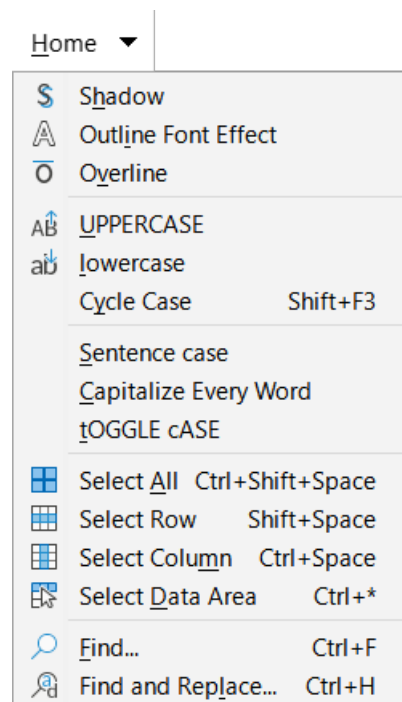 Home
Shadow
Outline Font Effect
Overline
UPPERCASE
lowercase
Cycle Case Shift+F3
Sentence case
Capitalize Every Word
tOGGLE cASE
Select All Ctrl+Shift+Space
Select Row Shift+Space
Select Column Ctrl+Space
Select Data Area Ctrl+*
Find... Ctrl+F
Find and Replace... Ctrl+H